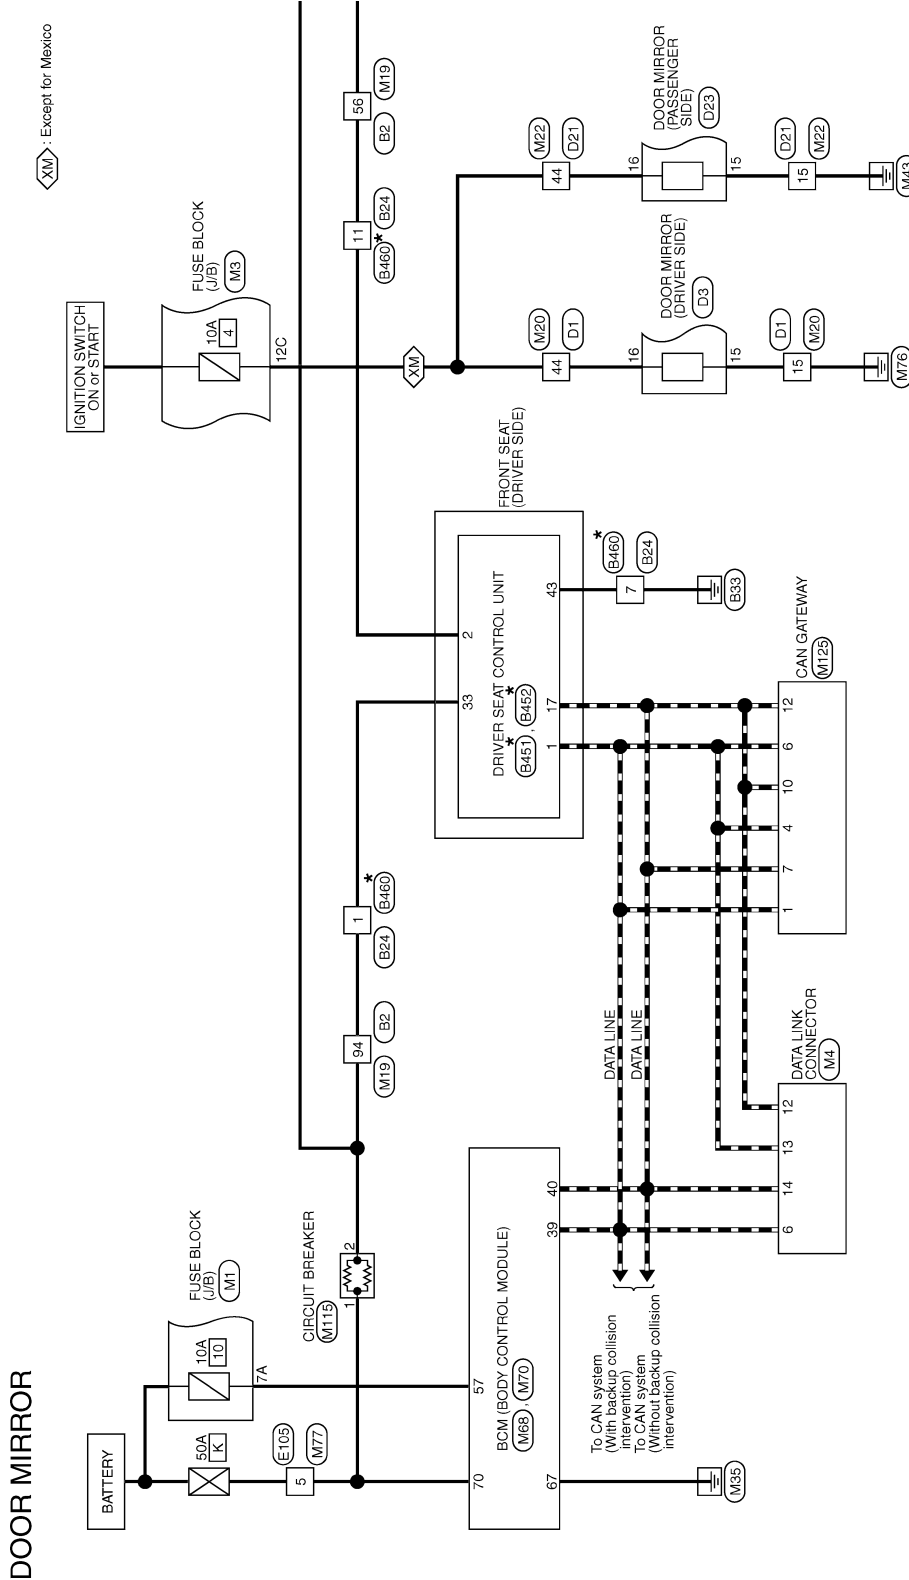 DOOR MIRROR
XM : Except for Mexico
BATTERY
50A
K
10A
10
FUSE BLOCK
(J/B)
M1
7A
E105
5
M77
CIRCUIT BREAKER
M115
1
2
M19
94
B2
B24
1
B460
*
IGNITION SWITCH
ON or START
FUSE BLOCK
(J/B)
M3
10A
4
12C
B460
*
11
B24
B2
56
M19
XM
70
57
BCM (BODY CONTROL MODULE)
M68 , M70
67
39
40
M35
FRONT SEAT
(DRIVER SIDE)
33
2
DRIVER SEAT CONTROL UNIT
*
*
B451 , B452
1
17
43
*
B460
7
B24
B33
M20
44
D1
16
DOOR MIRROR
(DRIVER SIDE)
D3
15
D1
15
M20
M76
M22
44
D21
16
DOOR MIRROR
(PASSENGER
SIDE)
D23
15
D21
15
M22
M43
DATA LINE
DATA LINE
To CAN system
(With backup collision
intervention)
To CAN system
(Without backup collision
intervention)
6
14
13
12
DATA LINK
CONNECTOR
M4
1
7
4
10
6
12
CAN GATEWAY
M125